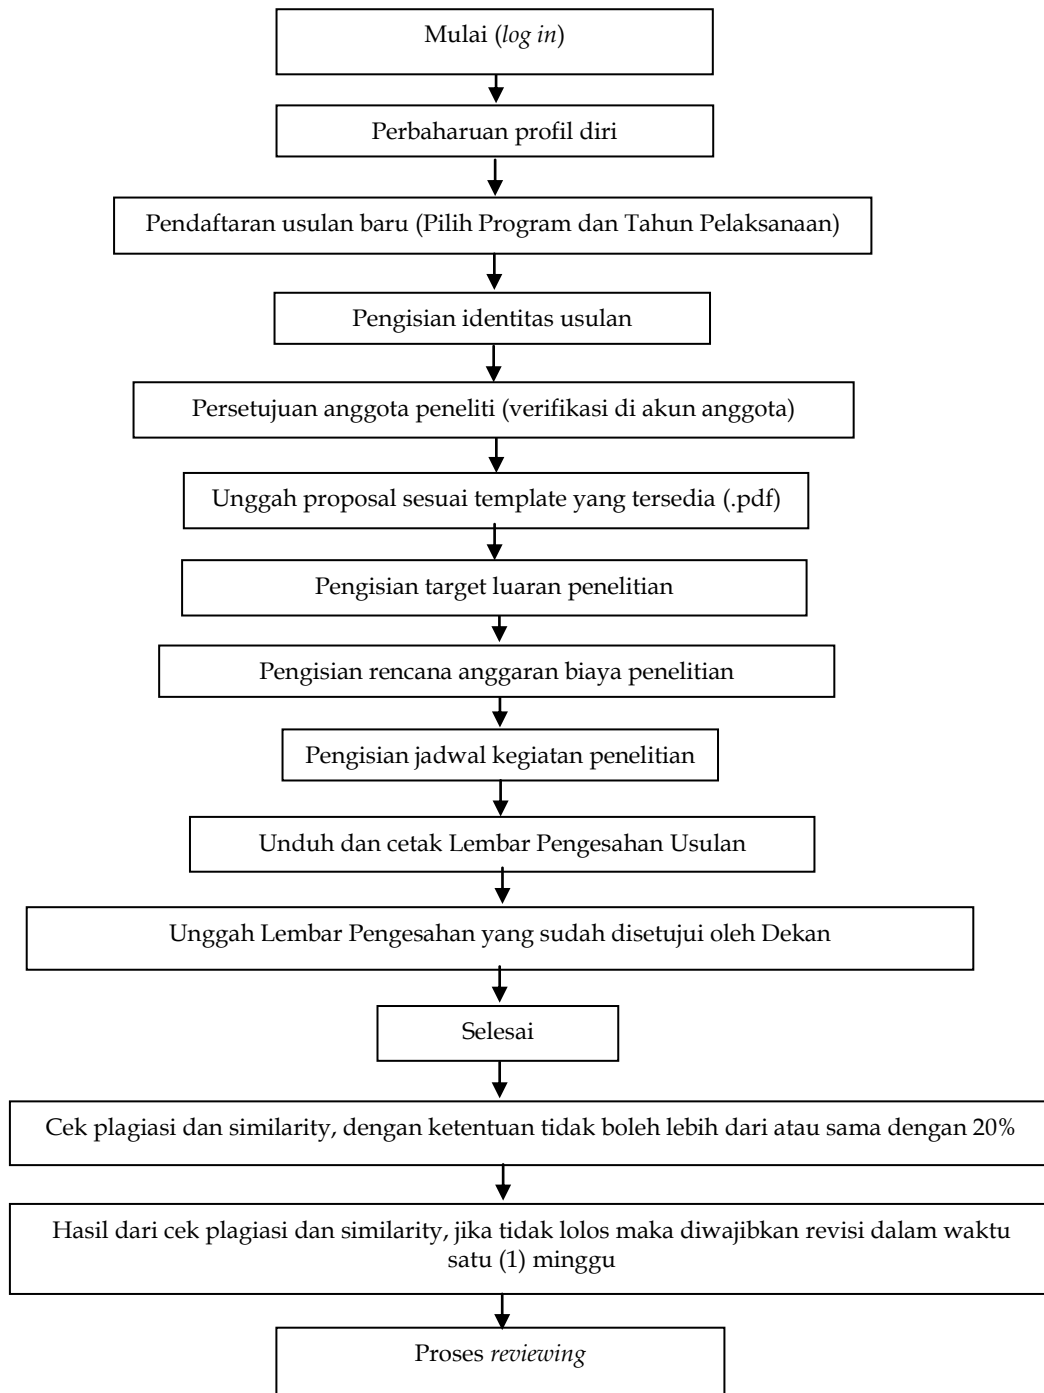 Mulai (log in)
Perbaharuan profil diri
Pendaftaran usulan baru (Pilih Program dan Tahun Pelaksanaan)
Pengisian identitas usulan
Persetujuan anggota peneliti (verifikasi di akun anggota)
Unggah proposal sesuai template yang tersedia (.pdf)
Pengisian target luaran penelitian
Pengisian rencana anggaran biaya penelitian
Pengisian jadwal kegiatan penelitian
Unduh dan cetak Lembar Pengesahan Usulan
Unggah Lembar Pengesahan yang sudah disetujui oleh Dekan
Selesai
Cek plagiasi dan similarity, dengan ketentuan tidak boleh lebih dari atau sama dengan 20%
Hasil dari cek plagiasi dan similarity, jika tidak lolos maka diwajibkan revisi dalam waktu
satu (1) minggu
Proses reviewing